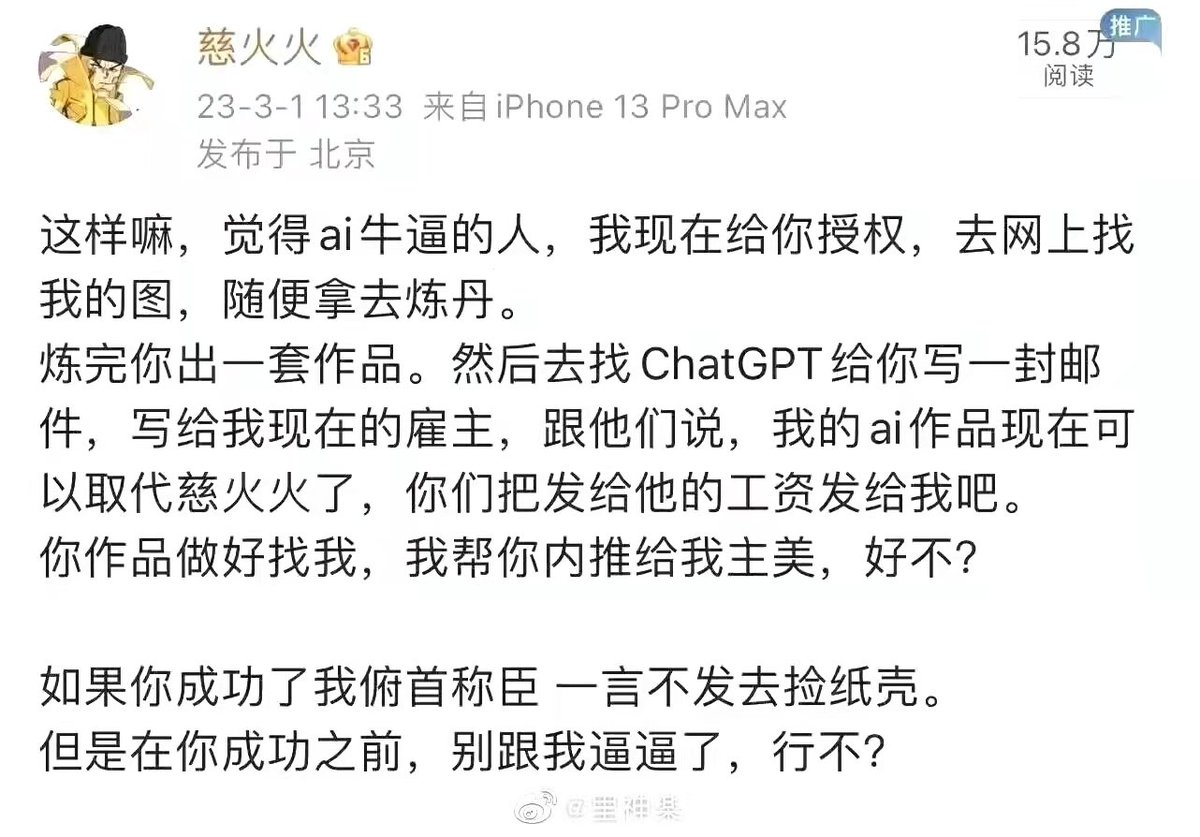 慈火火
推广
15.8万
阅读
23-3-1 13:33 来自 iPhone 13 Pro Max
发布于 北京
这样嘛，觉得ai牛逼的人，我现在给你授权，去网上找
我的图，随便拿去炼丹。
炼完你出一套作品。然后去找ChatGPT给你写一封邮
件，写给我现在的雇主，跟他们说，我的ai作品现在可
以取代慈火火了，你们把发给他的工资发给我吧。
你作品做好找我，我帮你内推给我主美，好不？
如果你成功了我俯首称臣 一言不发去捡纸壳。
但是在你成功之前，别跟我逼逼了，行不？